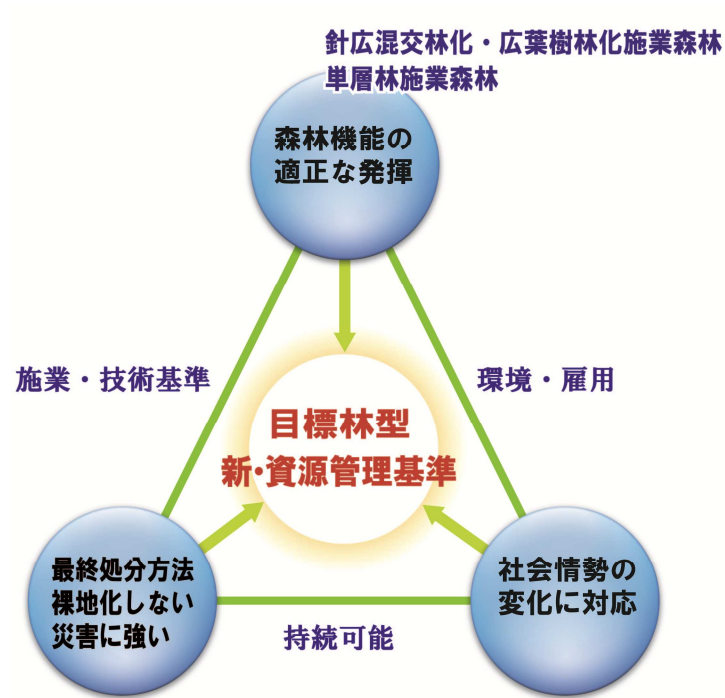 針広混交林化・広葉樹林化施業森林
単層林施業森林
森林機能の
適正な発揮
施業・技術基準
環境・雇用
目標林型
新・資源管理基準
最終処分方法
裸地化しない
災害に強い
社会情勢の
変化に対応
持続可能